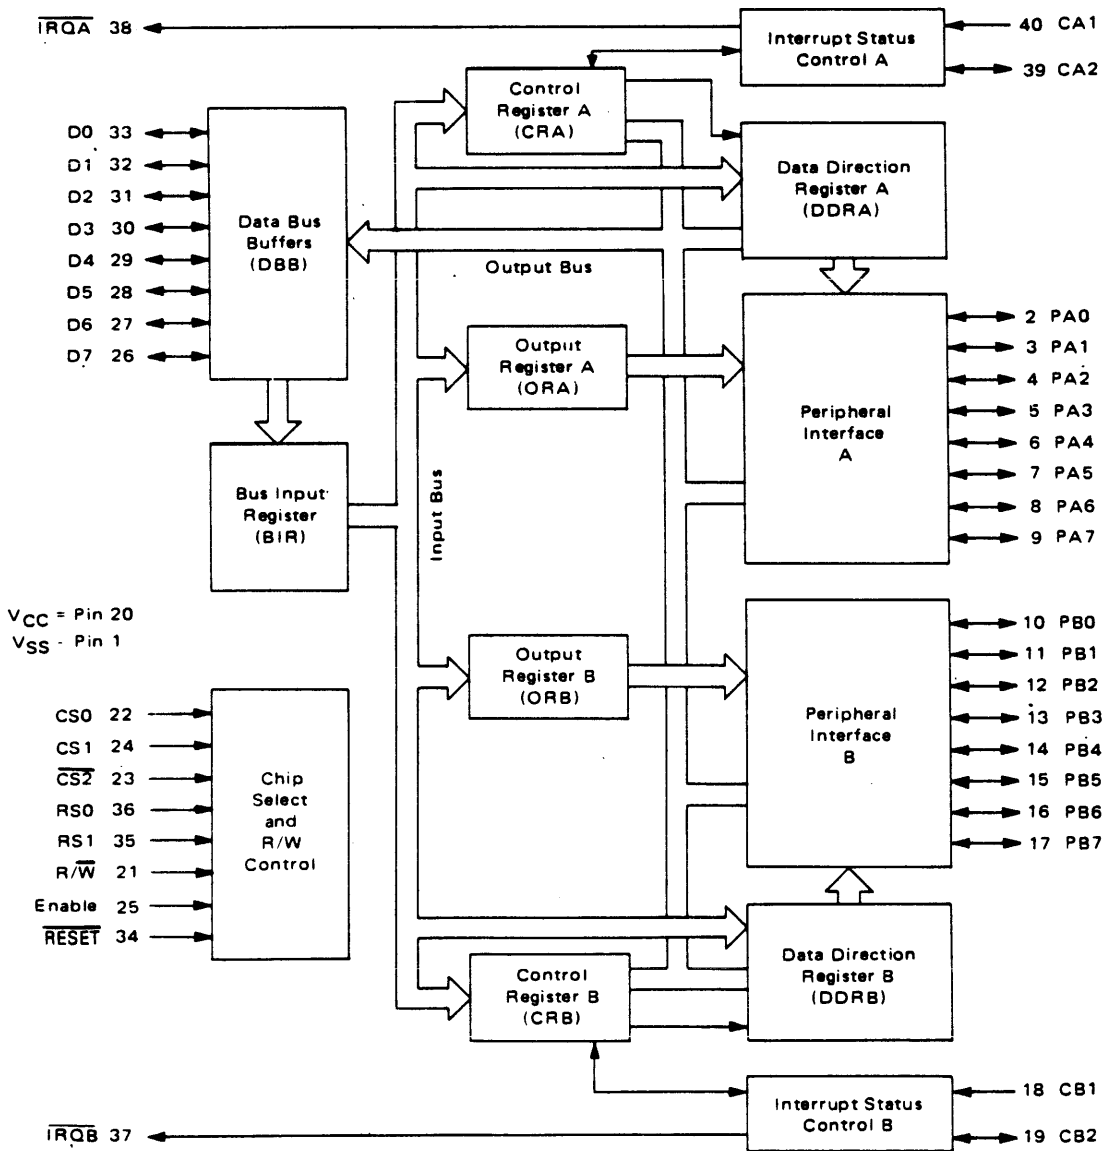 IRQA 38
Interrupt Status
Control A
40 CA1
39 CA2
Control
Register A
(CRA)
D0 33
D1 32
D2 31
D3 30
D4 29
D5 28
D6 27
D7 26
Data Bus
Buffers
(DBB)
Data Direction
Register A
(DDRA)
Output Bus
Output
Register A
(ORA)
Peripheral
Interface
A
2 PA0
3 PA1
4 PA2
5 PA3
6 PA4
7 PA5
8 PA6
9 PA7
Bus Input
Register
(BIR)
Input Bus
VCC = Pin 20
VSS - Pin 1
Output
Register B
(ORB)
Peripheral
Interface
B
10 PB0
11 PB1
12 PB2
13 PB3
14 PB4
15 PB5
16 PB6
17 PB7
CS0 22
CS1 24
CS2 23
RS0 36
RS1 35
R/W 21
Enable 25
RESET 34
Chip
Select
and
R/W
Control
Control
Register B
(CRB)
Data Direction
Register B
(DDRB)
Interrupt Status
Control B
18 CB1
19 CB2
IRQB 37